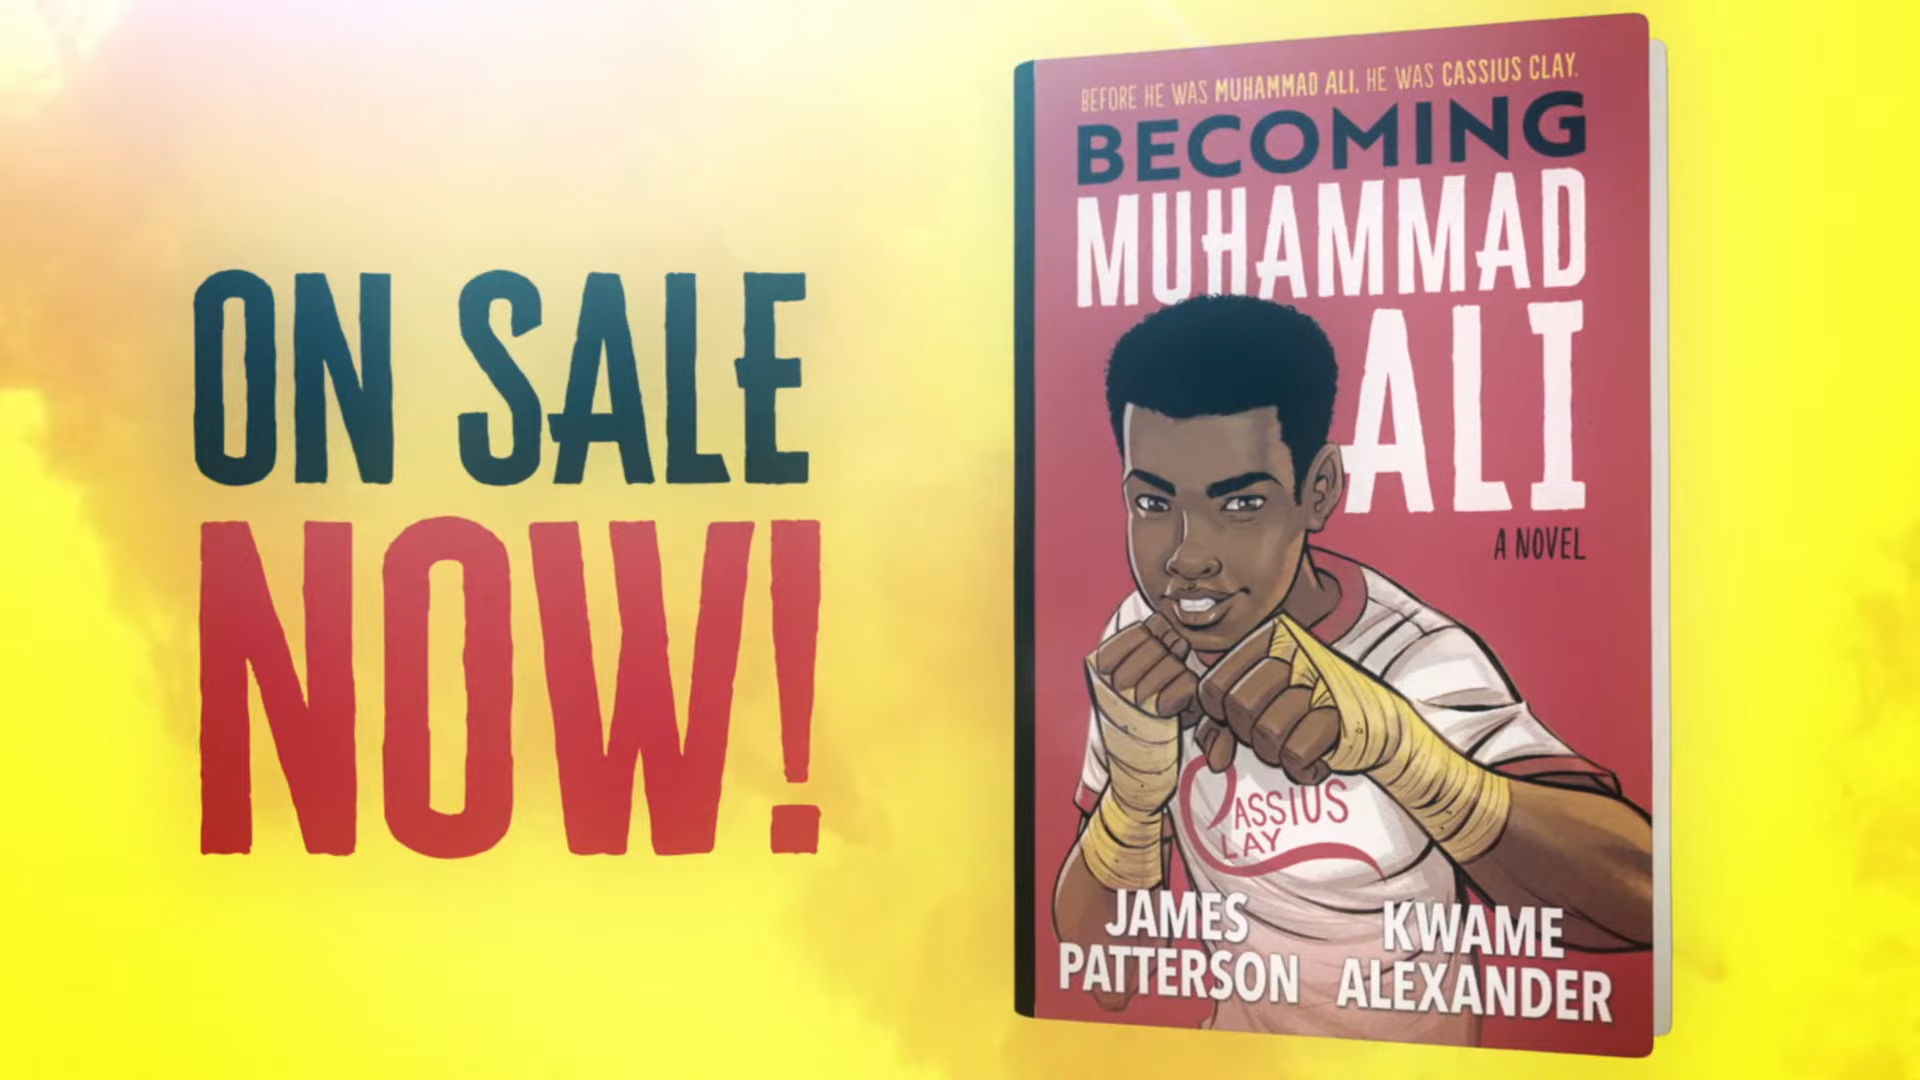 ON SALE
NOW!
BEFORE HE WAS MUHAMMAD ALI, HE WAS CASSIUS CLAY.
BECOMING
MUHAMMAD
ALI
A NOVEL
CASSIUS
CLAY
JAMES
PATTERSON
KWAME
ALEXANDER